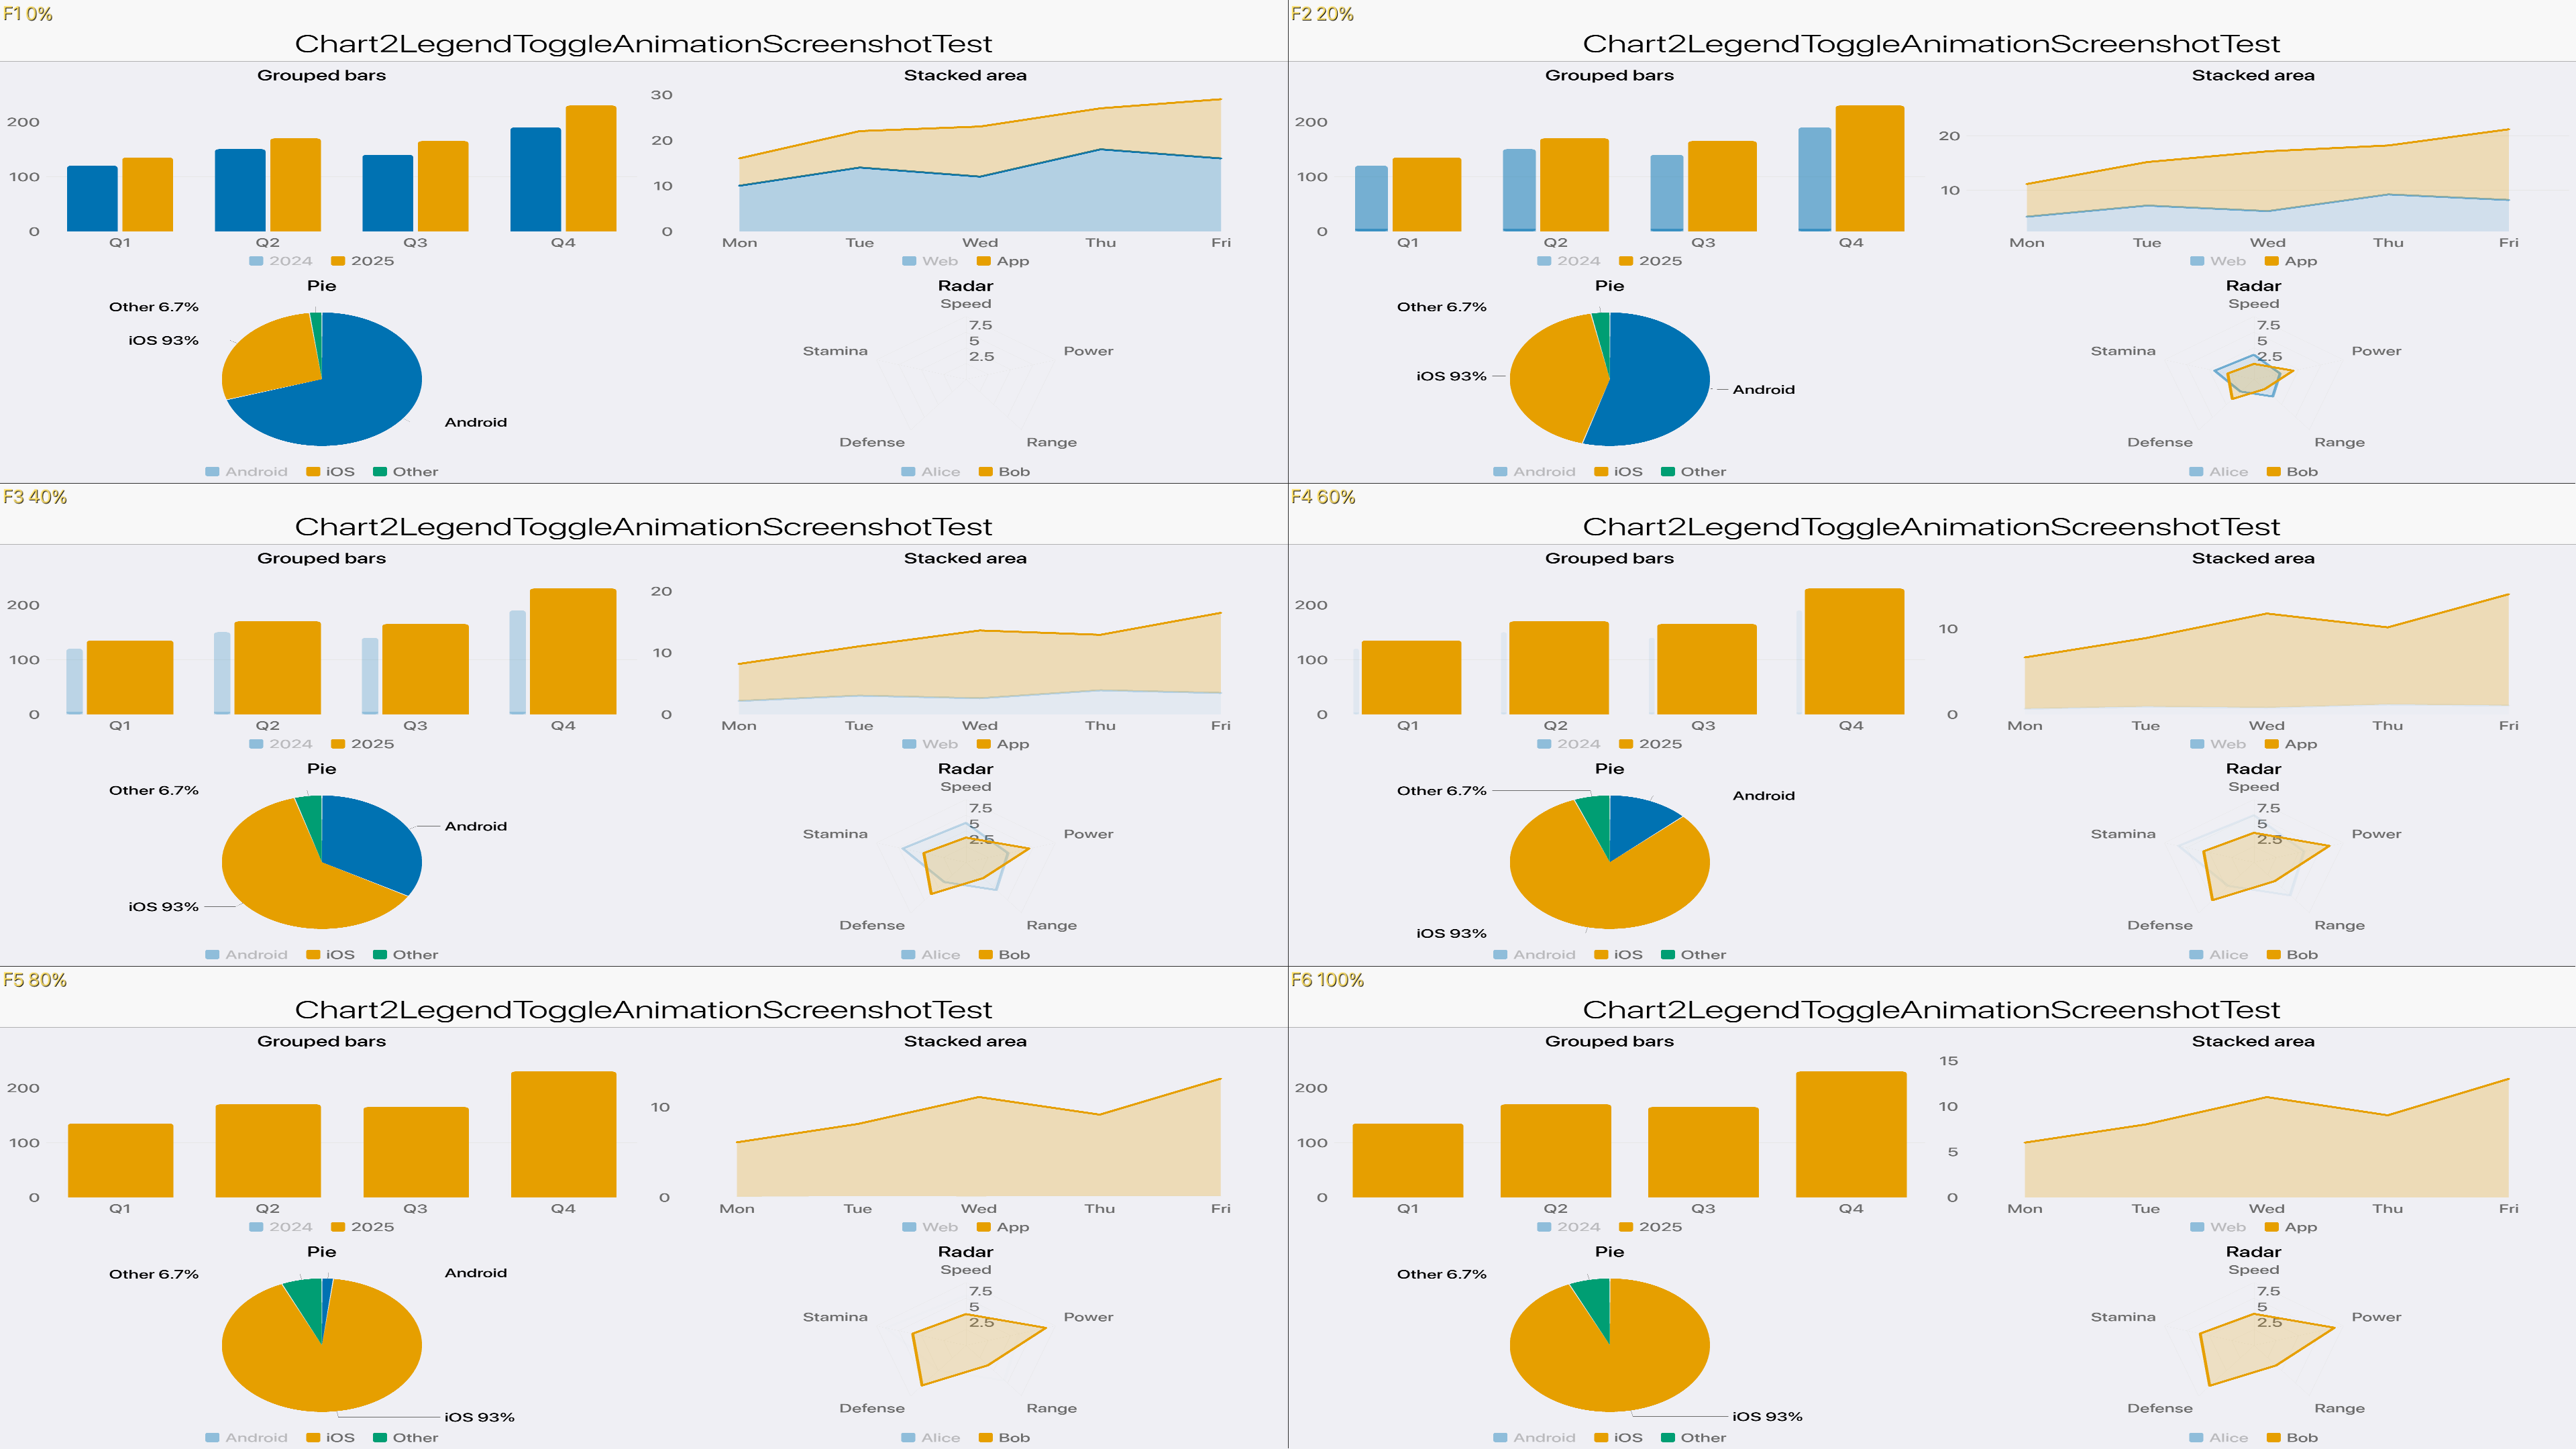 F1 0%
Chart2LegendToggleAnimationScreenshotTest
Grouped bars
200
100
0
Q1 Q2 Q3 Q4
2024 2025
Stacked area
30
20
10
0
Mon Tue Wed Thu Fri
Web App
Pie
Other 6.7%
iOS 93%
Android
Android iOS Other
Radar
Speed
7.5
5
2.5
Stamina Power
Defense Range
Alice Bob
F2 20%
Chart2LegendToggleAnimationScreenshotTest
Grouped bars
200
100
0
Q1 Q2 Q3 Q4
2024 2025
Stacked area
20
10
Mon Tue Wed Thu Fri
Web App
Pie
Other 6.7%
iOS 93%
Android
Android iOS Other
Radar
Speed
7.5
5
2.5
Stamina Power
Defense Range
Alice Bob
F3 40%
Chart2LegendToggleAnimationScreenshotTest
Grouped bars
200
100
0
Q1 Q2 Q3 Q4
2024 2025
Stacked area
20
10
0
Mon Tue Wed Thu Fri
Web App
Pie
Other 6.7%
Android
iOS 93%
Android iOS Other
Radar
Speed
7.5
5
2.5
Stamina Power
Defense Range
Alice Bob
F4 60%
Chart2LegendToggleAnimationScreenshotTest
Grouped bars
200
100
0
Q1 Q2 Q3 Q4
2024 2025
Stacked area
10
0
Mon Tue Wed Thu Fri
Web App
Pie
Other 6.7%
Android
iOS 93%
Android iOS Other
Radar
Speed
7.5
5
2.5
Stamina Power
Defense Range
Alice Bob
F5 80%
Chart2LegendToggleAnimationScreenshotTest
Grouped bars
200
100
0
Q1 Q2 Q3 Q4
2024 2025
Stacked area
10
0
Mon Tue Wed Thu Fri
Web App
Pie
Other 6.7%
Android
iOS 93%
Android iOS Other
Radar
Speed
7.5
5
2.5
Stamina Power
Defense Range
Alice Bob
F6 100%
Chart2LegendToggleAnimationScreenshotTest
Grouped bars
200
100
0
Q1 Q2 Q3 Q4
2024 2025
Stacked area
15
10
5
0
Mon Tue Wed Thu Fri
Web App
Pie
Other 6.7%
iOS 93%
Android iOS Other
Radar
Speed
7.5
5
2.5
Stamina Power
Defense Range
Alice Bob